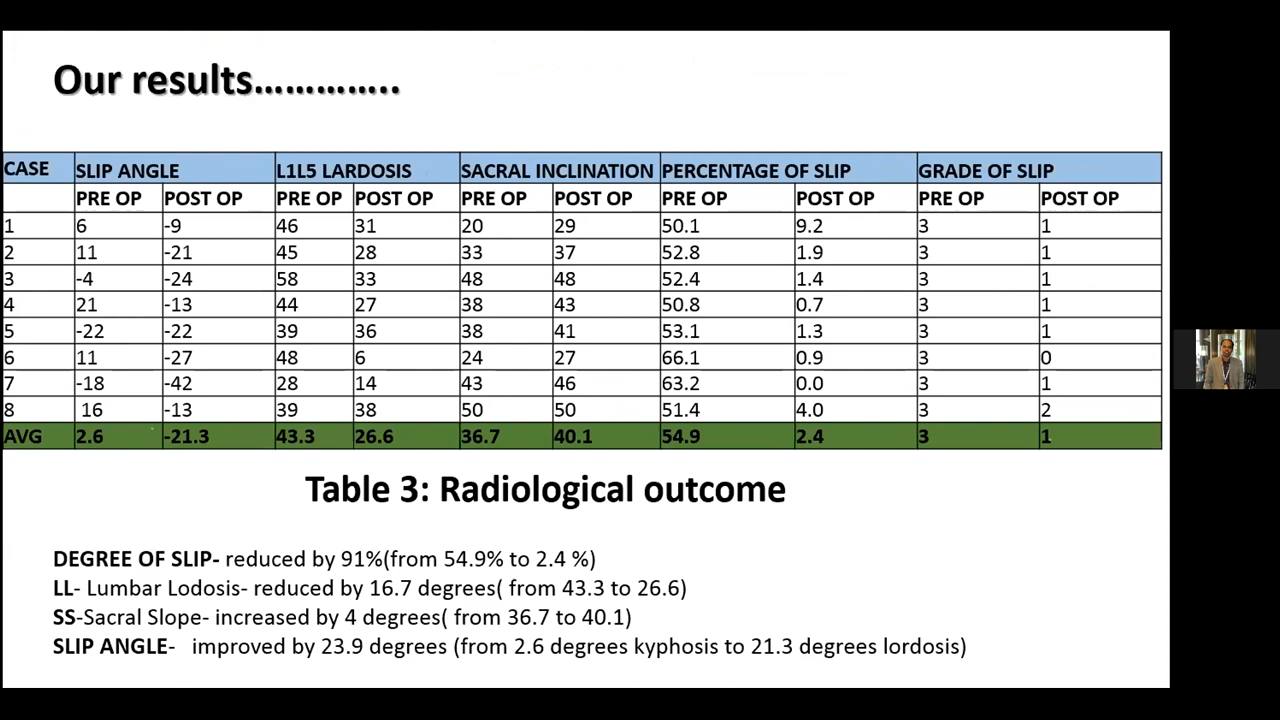 Our results…………..
CASE SLIP ANGLE L1L5 LARDOSIS SACRAL INCLINATION PERCENTAGE OF SLIP GRADE OF SLIP
PRE OP POST OP PRE OP POST OP PRE OP POST OP PRE OP POST OP PRE OP POST OP
1 6 -9 46 31 20 29 50.1 9.2 3 1
2 11 -21 45 28 33 37 52.8 1.9 3 1
3 -4 -24 58 33 48 48 52.4 1.4 3 1
4 21 -13 44 27 38 43 50.8 0.7 3 1
5 -22 -22 39 36 38 41 53.1 1.3 3 1
6 11 -27 48 6 24 27 66.1 0.9 3 0
7 -18 -42 28 14 43 46 63.2 0.0 3 1
8 16 -13 39 38 50 50 51.4 4.0 3 2
AVG 2.6 -21.3 43.3 26.6 36.7 40.1 54.9 2.4 3 1
Table 3: Radiological outcome
DEGREE OF SLIP- reduced by 91%(from 54.9% to 2.4 %)
LL- Lumbar Lodosis- reduced by 16.7 degrees( from 43.3 to 26.6)
SS-Sacral Slope- increased by 4 degrees( from 36.7 to 40.1)
SLIP ANGLE- improved by 23.9 degrees (from 2.6 degrees kyphosis to 21.3 degrees lordosis)